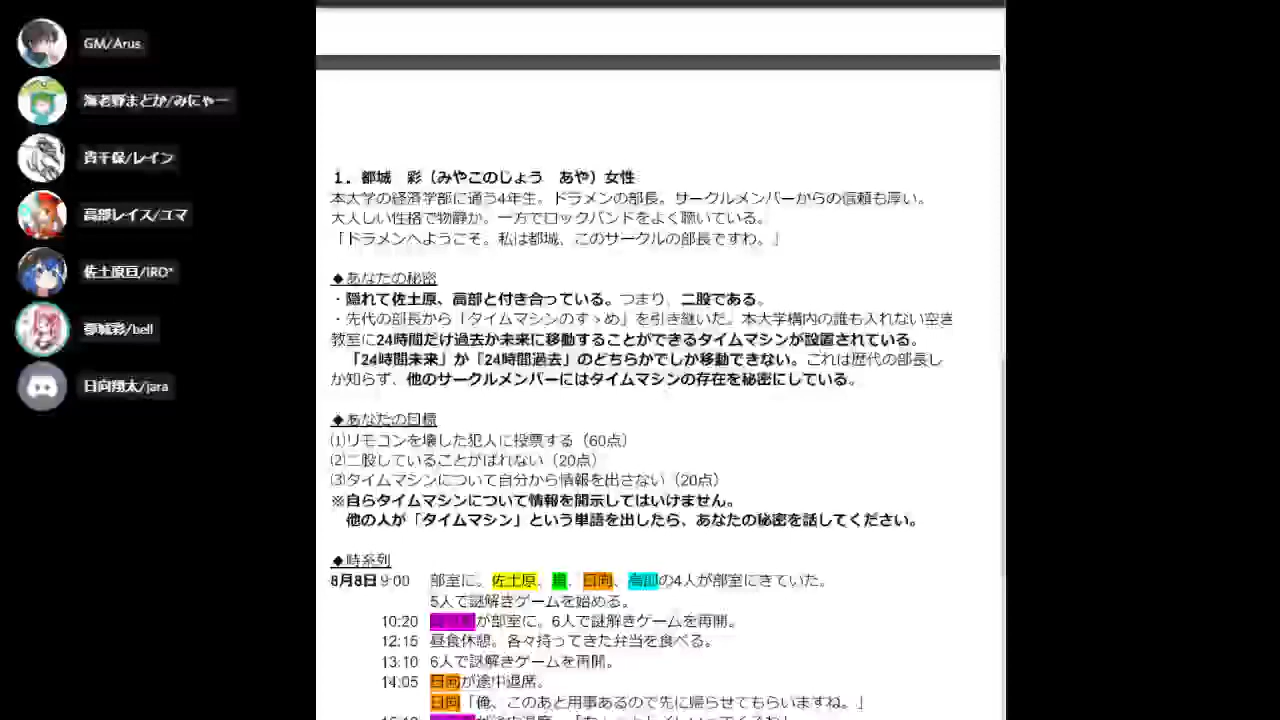 GM/Arus
海老野まどか/みにゃー
貴干保/レイン
高部レイス/コマ
佐土原亘/IRO*
都城彩/bell
日向翔太/jara
１．都城　彩（みやこのじょう　あや）女性
本大学の経済学部に通う4年生。ドラメンの部長。サークルメンバーからの信頼も厚い。
大人しい性格で物静か。一方でロックバンドをよく聴いている。
「ドラメンへようこそ。私は都城、このサークルの部長ですわ。」
◆あなたの秘密
・隠れて佐土原、高部と付き合っている。つまり、二股である。
・先代の部長から「タイムマシンのすゝめ」を引き継いだ。本大学構内の誰も入れない空き
教室に24時間だけ過去か未来に移動することができるタイムマシンが設置されている。
「24時間未来」か「24時間過去」のどちらかでしか移動できない。これは歴代の部長し
か知らず、他のサークルメンバーにはタイムマシンの存在を秘密にしている。
◆あなたの目標
⑴リモコンを壊した犯人に投票する（60点）
⑵二股していることがばれない（20点）
⑶タイムマシンについて自分から情報を出さない（20点）
※自らタイムマシンについて情報を開示してはいけません。
他の人が「タイムマシン」という単語を出したら、あなたの秘密を話してください。
◆時系列
8月8日 9:00 部室に。佐土原、、日向、高部の4人が部室にきていた。
5人で謎解きゲームを始める。
10:20 が部室に。6人で謎解きゲームを再開。
12:15 昼食休憩。各々持ってきた弁当を食べる。
13:10 6人で謎解きゲームを再開。
14:05 日向が途中退席。
日向「俺、このあと用事あるので先に帰らせてもらいますね。」